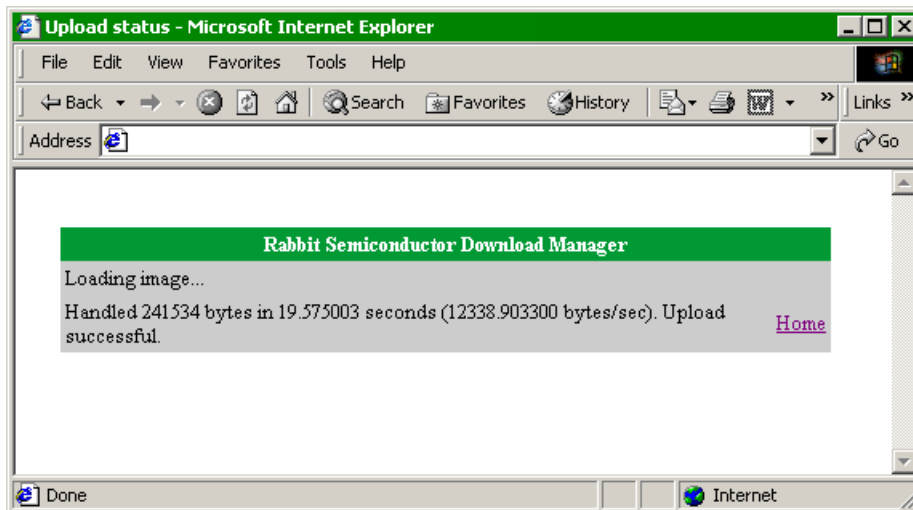 Upload status - Microsoft Internet Explorer
File Edit View Favorites Tools Help
Back Search Favorites History W » Links »
Address Go
Rabbit Semiconductor Download Manager
Loading image...
Handled 241534 bytes in 19.575003 seconds (12338.903300 bytes/sec). Upload
successful.
Home
Done Internet